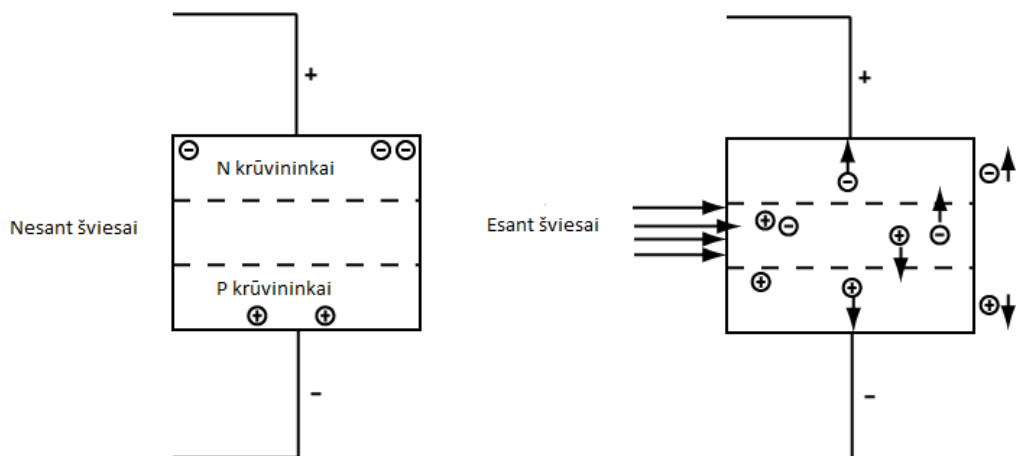 +
N krūvininkai
Nesant šviesai
P krūvininkai
−
+
Esant šviesai
−